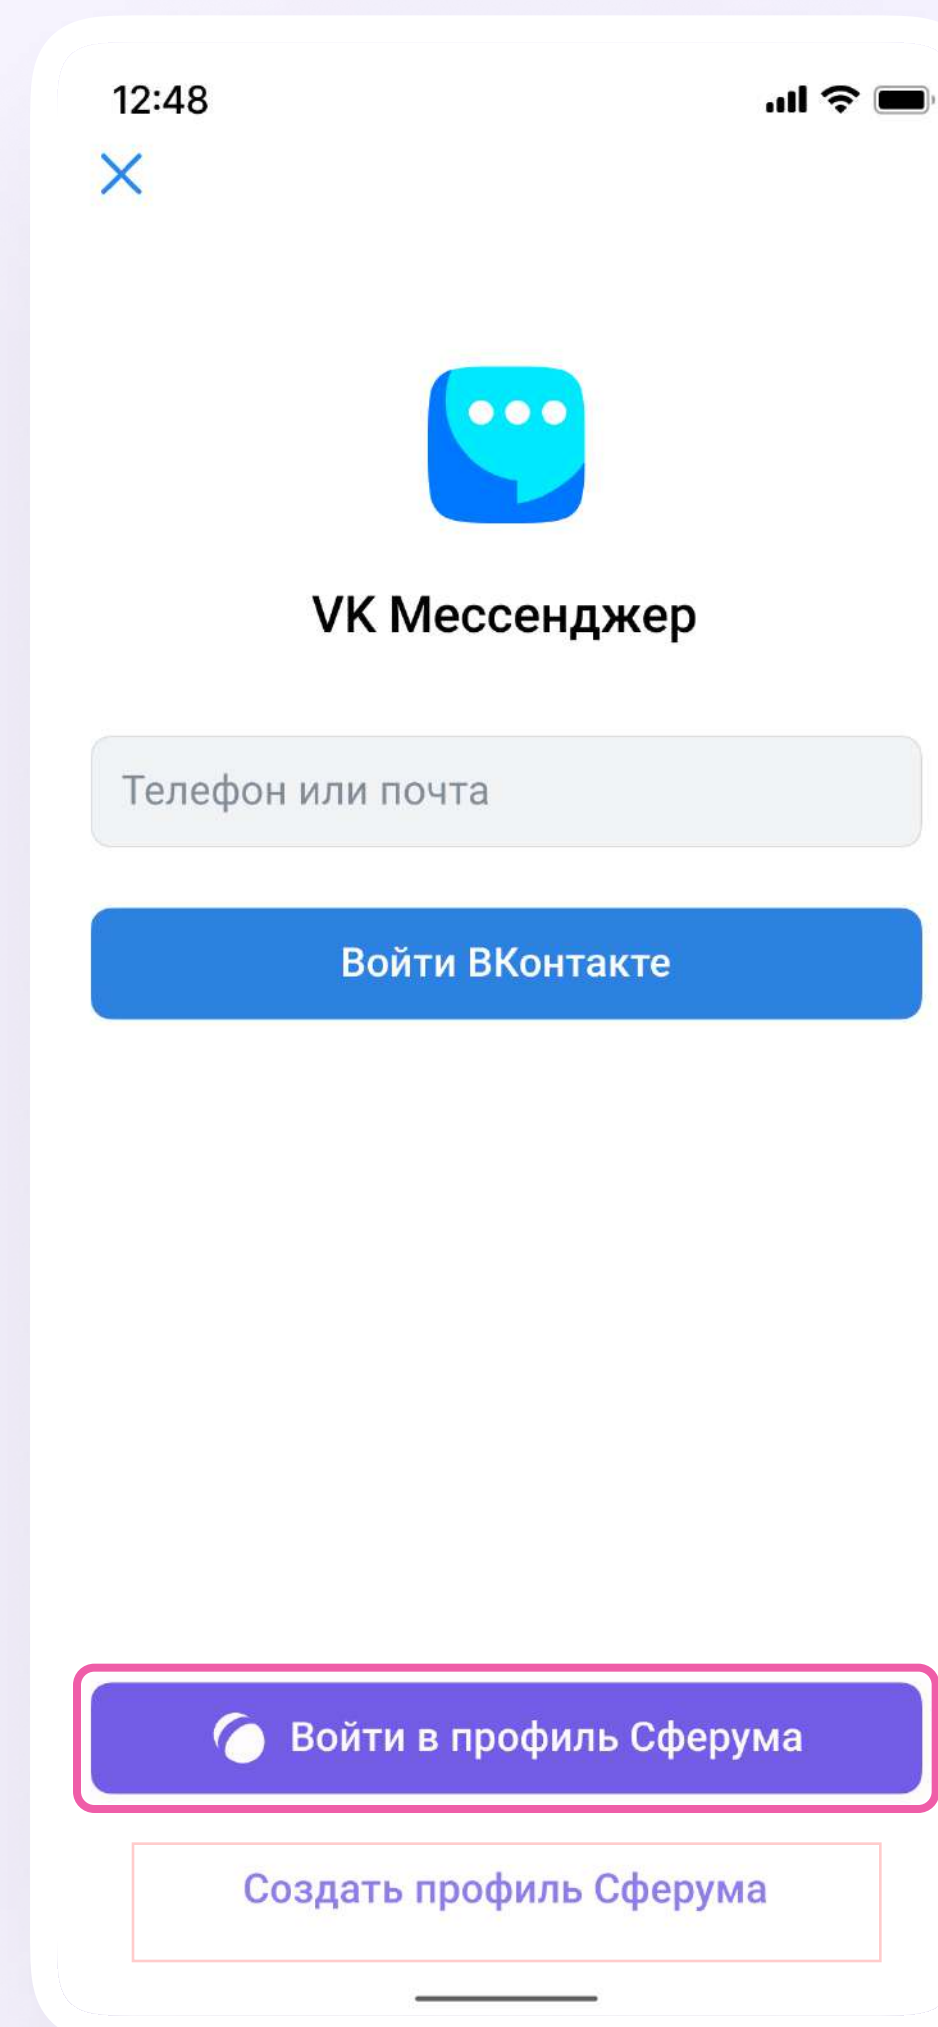 12:48
VK Мессенджер
Телефон или почта
Войти ВКонтакте
Войти в профиль Сферума
Создать профиль Сферума